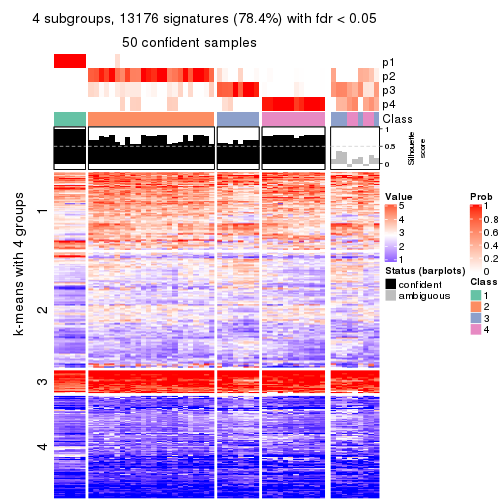 4 subgroups, 13176 signatures (78.4%) with fdr < 0.05
50 confident samples
p1
p2
p3
p4
Class
1
0.5
0
Silhouette
score
k-means with 4 groups
1
2
3
4
Value
5
4
3
2
1
Status (barplots)
confident
ambiguous
Prob
1
0.8
0.6
0.4
0.2
0
Class
1
2
3
4